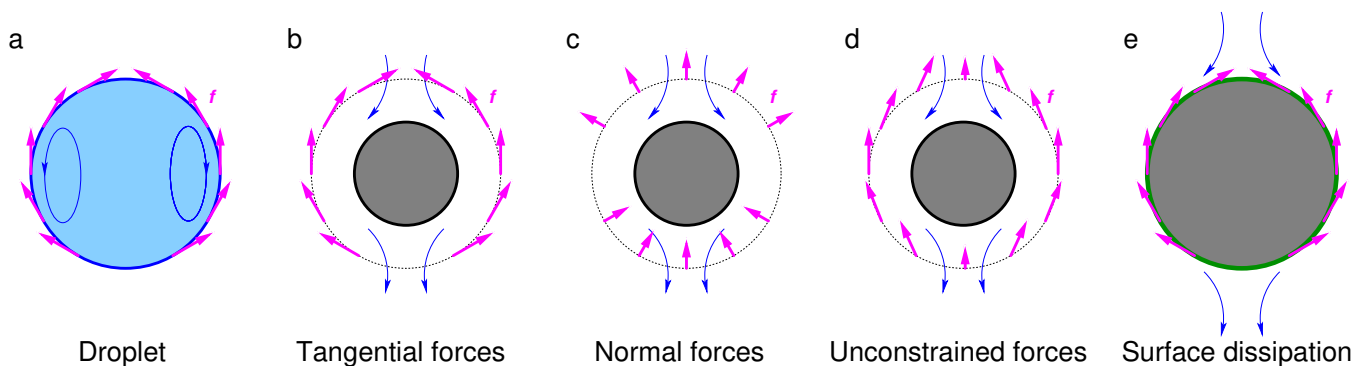 a b c d e
f f f f
Droplet Tangential forces Normal forces Unconstrained forces Surface dissipation